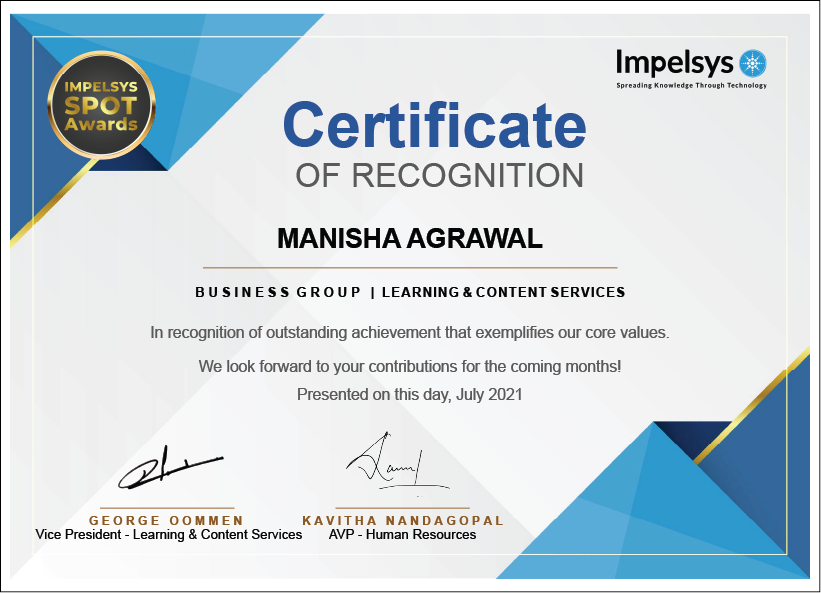 IMPELSYS
SPOT
Awards
Impelsys
Spreading Knowledge Through Technology
Certificate
OF RECOGNITION
MANISHA AGRAWAL
BUSINESS GROUP | LEARNING & CONTENT SERVICES
In recognition of outstanding achievement that exemplifies our core values.
We look forward to your contributions for the coming months!
Presented on this day, July 2021
GEORGE OOMMEN KAVITHA NANDAGOPAL
Vice President - Learning & Content Services AVP - Human Resources